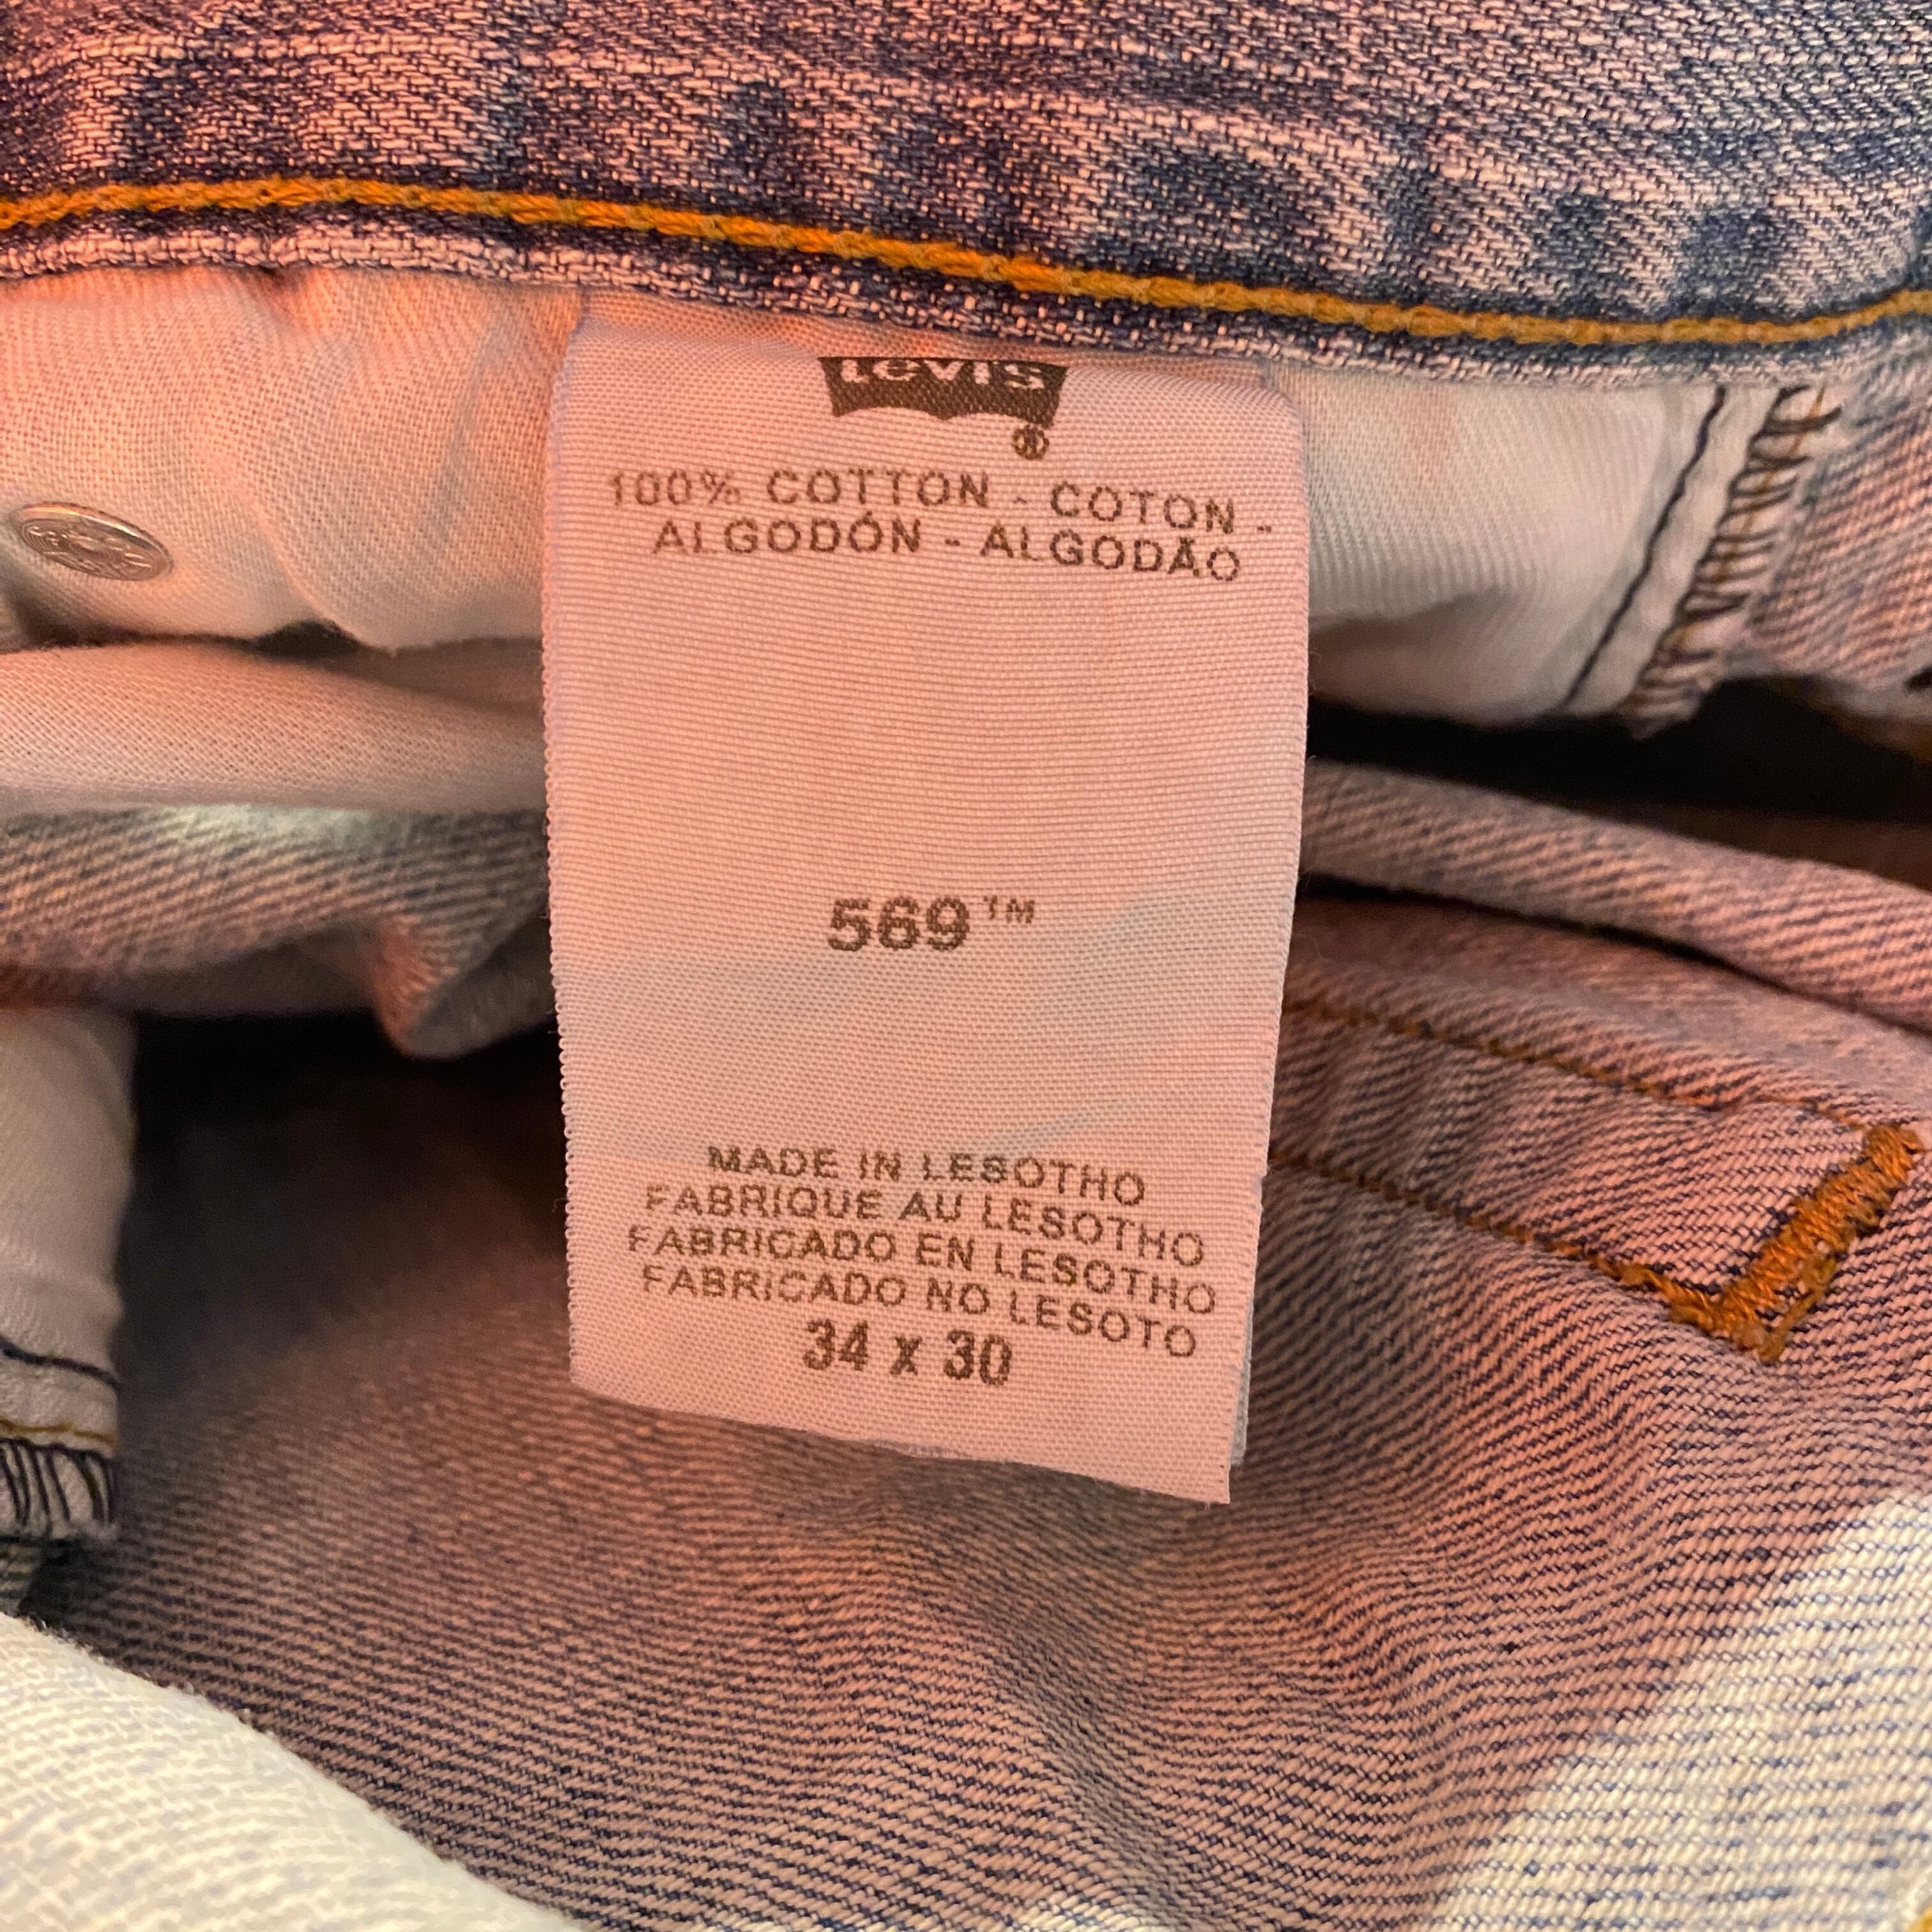 Levi's
®
100% COTTON - COTON -
ALGODÓN - ALGODÃO
569™
MADE IN LESOTHO
FABRIQUE AU LESOTHO
FABRICADO EN LESOTHO
FABRICADO NO LESOTO
34 x 30